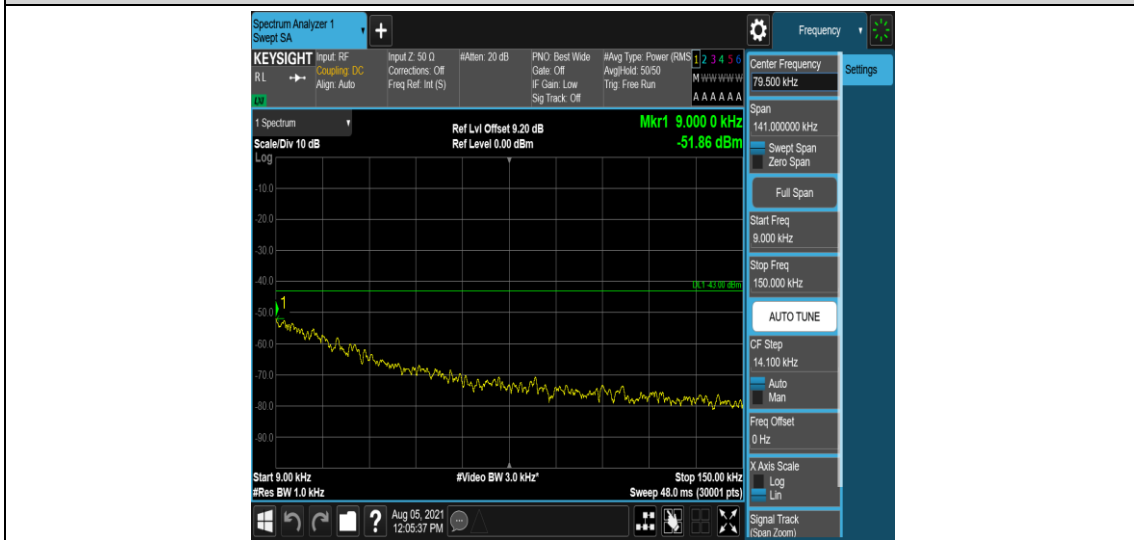 Spectrum Analyzer 1
Swept SA
Frequency
KEYSIGHT
RL
LXI
Input: RF
Coupling: DC
Align: Auto
Input Z: 50 Ω
Corrections: Off
Freq Ref: Int (S)
#Atten: 20 dB
PNO: Best Wide
Gate: Off
IF Gain: Low
Sig Track: Off
#Avg Type: Power (RMS
Avg|Hold: 50/50
Trig: Free Run
1 2 3 4 5 6
M W W W W W
A A A A A A
1 Spectrum
Scale/Div 10 dB
Log
Ref Lvl Offset 9.20 dB
Ref Level 0.00 dBm
Mkr1 9.000 0 kHz
-51.86 dBm
-10.0
-20.0
-30.0
-40.0
DL1 -43.00 dBm
1
-50.0
-60.0
-70.0
-80.0
-90.0
Start 9.00 kHz
#Res BW 1.0 kHz
#Video BW 3.0 kHz*
Stop 150.00 kHz
Sweep 48.0 ms (30001 pts)
Center Frequency
79.500 kHz
Settings
Span
141.000000 kHz
Swept Span
Zero Span
Full Span
Start Freq
9.000 kHz
Stop Freq
150.000 kHz
AUTO TUNE
CF Step
14.100 kHz
Auto
Man
Freq Offset
0 Hz
X Axis Scale
Log
Lin
Signal Track
(Span Zoom)
?
Aug 05, 2021
12:05:37 PM